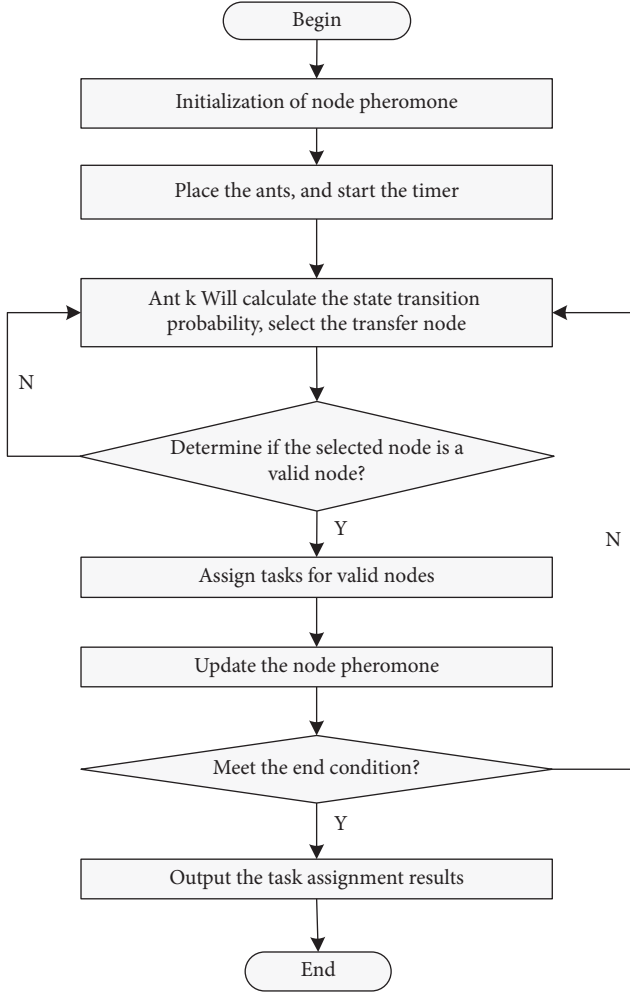 Begin
Initialization of node pheromone
Place the ants, and start the timer
Ant k Will calculate the state transition
probability, select the transfer node
N
Determine if the selected node is a
valid node?
Y
N
Assign tasks for valid nodes
Update the node pheromone
Meet the end condition?
Y
Output the task assignment results
End